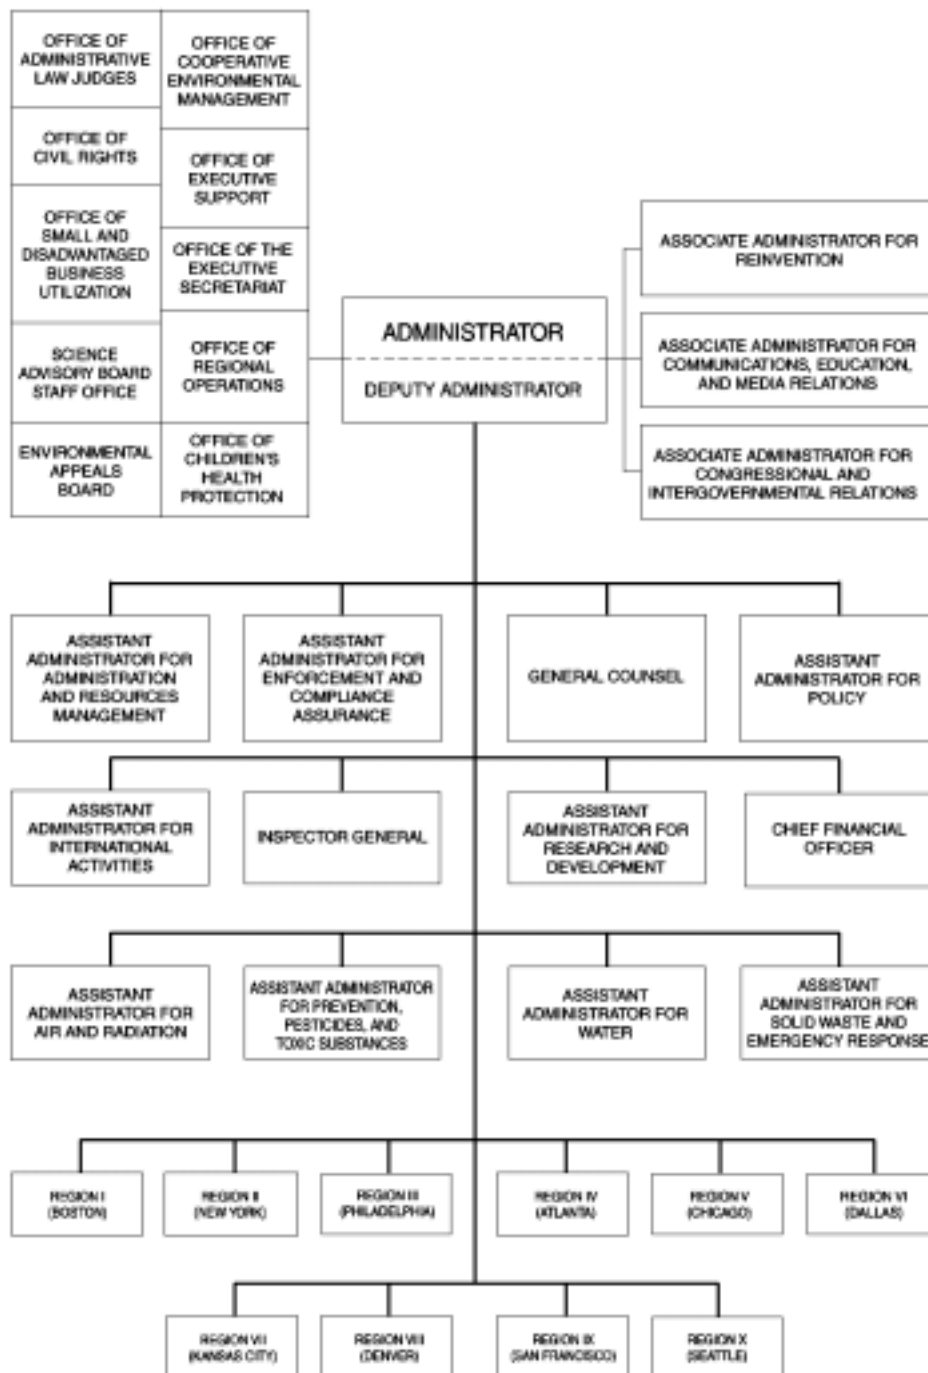 OFFICE OF
ADMINISTRATIVE
LAW JUDGES
OFFICE OF
CIVIL RIGHTS
OFFICE OF
SMALL AND
DISADVANTAGED
BUSINESS
UTILIZATION
SCIENCE
ADVISORY BOARD
STAFF OFFICE
ENVIRONMENTAL
APPEALS
BOARD
OFFICE OF
COOPERATIVE
ENVIRONMENTAL
MANAGEMENT
OFFICE OF
EXECUTIVE
SUPPORT
OFFICE OF THE
EXECUTIVE
SECRETARIAT
OFFICE OF
REGIONAL
OPERATIONS
OFFICE OF
CHILDREN'S
HEALTH
PROTECTION
ADMINISTRATOR
DEPUTY ADMINISTRATOR
ASSOCIATE ADMINISTRATOR FOR
REINVENTION
ASSOCIATE ADMINISTRATOR FOR
COMMUNICATIONS, EDUCATION,
AND MEDIA RELATIONS
ASSOCIATE ADMINISTRATOR FOR
CONGRESSIONAL AND
INTERGOVERNMENTAL RELATIONS
ASSISTANT
ADMINISTRATOR FOR
ADMINISTRATION
AND RESOURCES
MANAGEMENT
ASSISTANT
ADMINISTRATOR FOR
ENFORCEMENT AND
COMPLIANCE
ASSURANCE
GENERAL COUNSEL
ASSISTANT
ADMINISTRATOR FOR
POLICY
ASSISTANT
ADMINISTRATOR FOR
INTERNATIONAL
ACTIVITIES
INSPECTOR GENERAL
ASSISTANT
ADMINISTRATOR FOR
RESEARCH AND
DEVELOPMENT
CHIEF FINANCIAL
OFFICER
ASSISTANT
ADMINISTRATOR FOR
AIR AND RADIATION
ASSISTANT ADMINISTRATOR
FOR PREVENTION,
PESTICIDES, AND
TOXIC SUBSTANCES
ASSISTANT
ADMINISTRATOR FOR
WATER
ASSISTANT
ADMINISTRATOR FOR
SOLID WASTE AND
EMERGENCY RESPONSE
REGION I
(BOSTON)
REGION II
(NEW YORK)
REGION III
(PHILADELPHIA)
REGION IV
(ATLANTA)
REGION V
(CHICAGO)
REGION VI
(DALLAS)
REGION VII
(KANSAS CITY)
REGION VIII
(DENVER)
REGION IX
(SAN FRANCISCO)
REGION X
(SEATTLE)